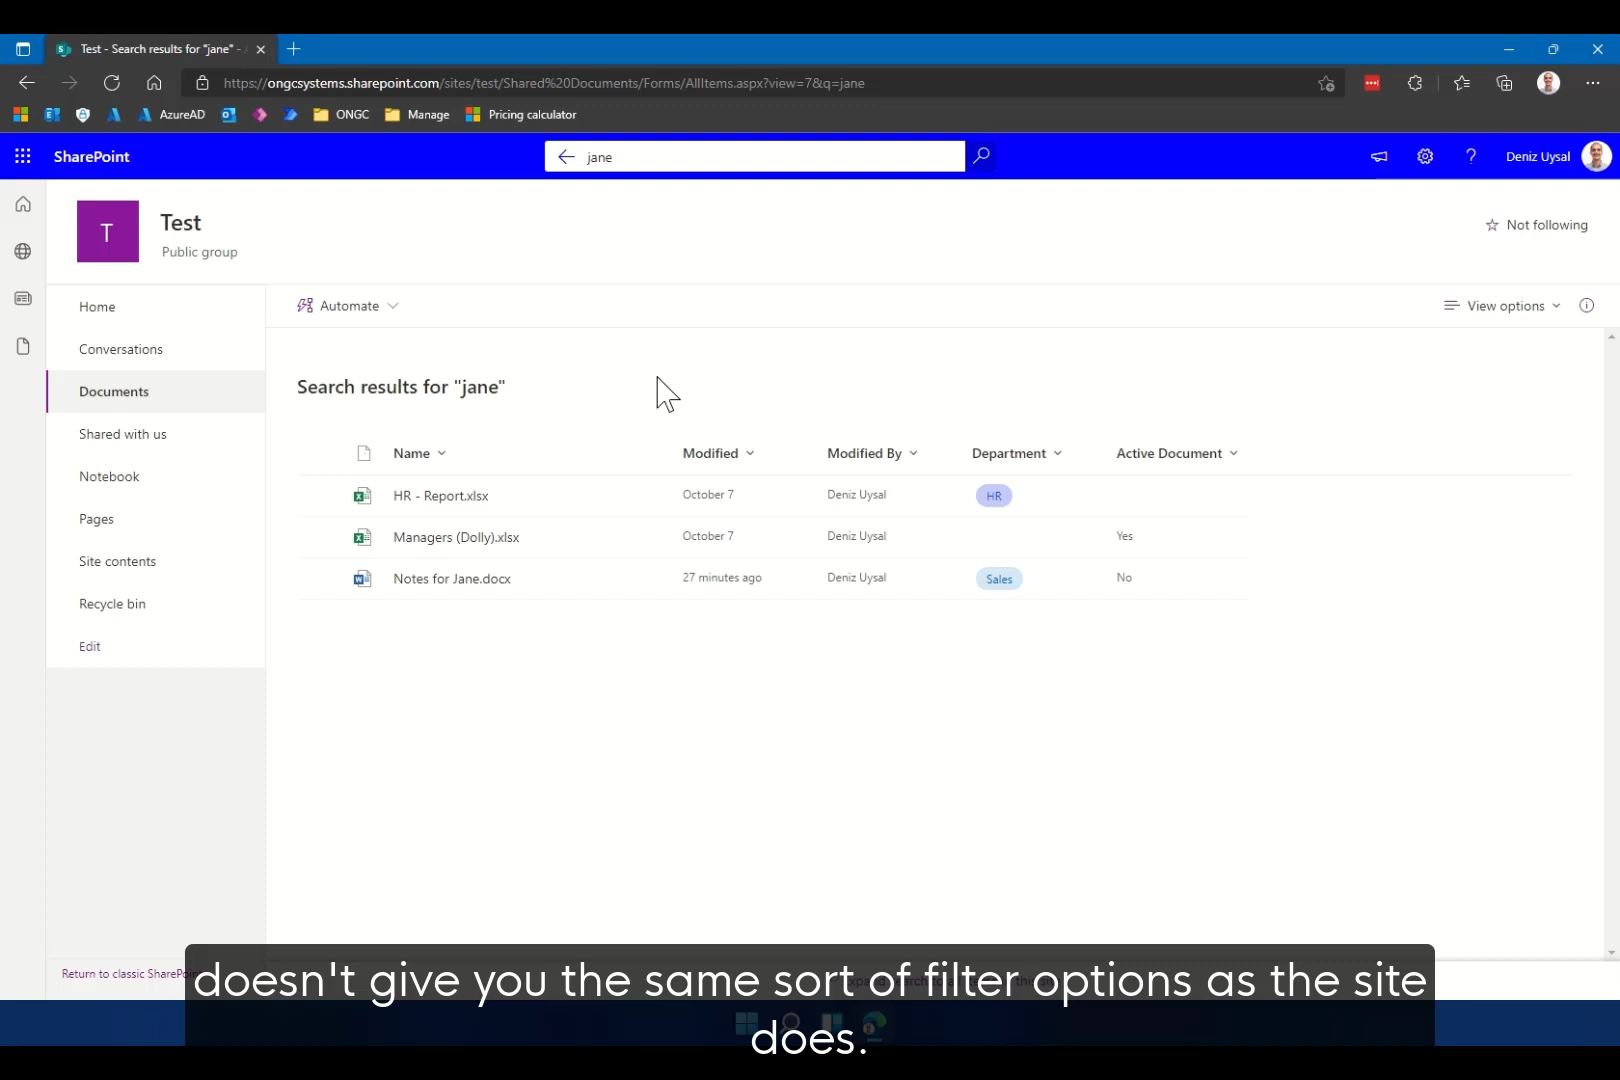 Test - Search results for "jane" -
https://ongcsystems.sharepoint.com/sites/test/Shared%20Documents/Forms/AllItems.aspx?view=7&q=jane
AzureAD ONGC Manage Pricing calculator
SharePoint jane Deniz Uysal
T
Test
Public group
Not following
Automate View options
Home
Conversations
Documents
Shared with us
Notebook
Pages
Site contents
Recycle bin
Edit
Return to classic SharePoint
Search results for "jane"
Name Modified Modified By Department Active Document
HR - Report.xlsx October 7 Deniz Uysal HR
Managers (Dolly).xlsx October 7 Deniz Uysal Yes
Notes for Jane.docx 27 minutes ago Deniz Uysal Sales No
doesn't give you the same sort of filter options as the site
does.